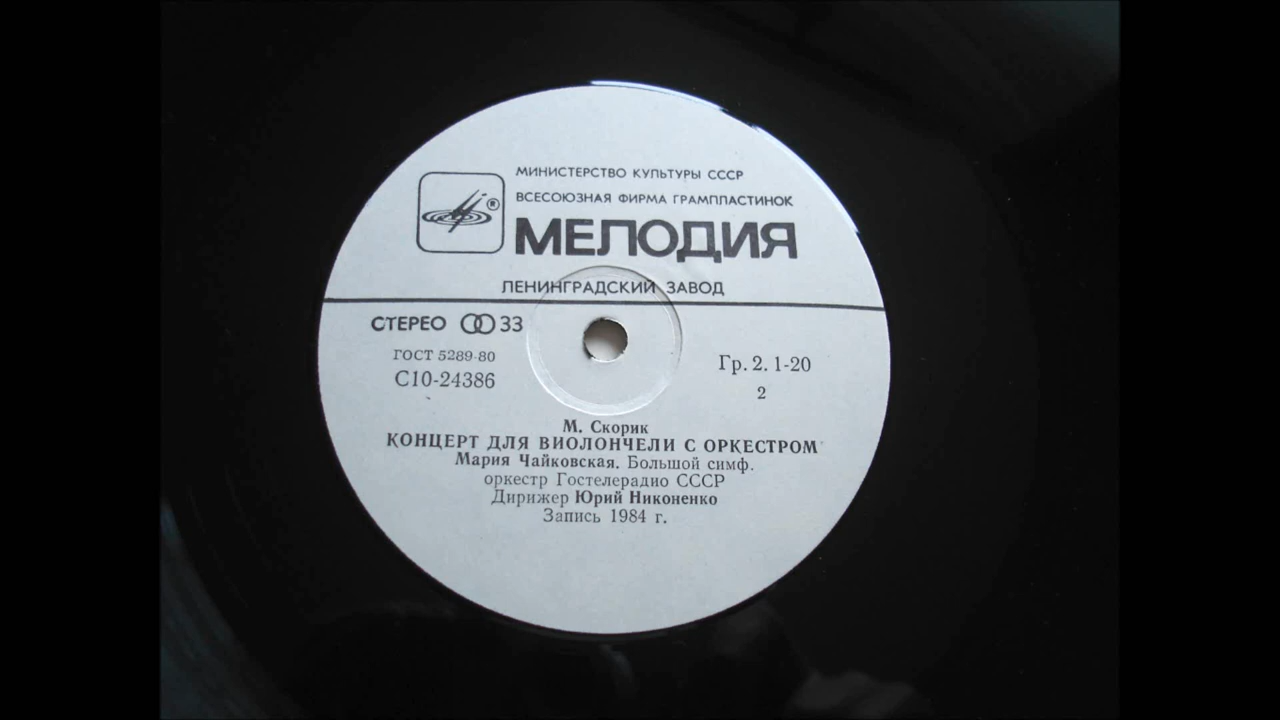 МИНИСТЕРСТВО КУЛЬТУРЫ СССР
ВСЕСОЮЗНАЯ ФИРМА ГРАМПЛАСТИНОК
®
МЕЛОДИЯ
ЛЕНИНГРАДСКИЙ ЗАВОД
СТЕРЕО 33
ГОСТ 5289-80
С10-24386
Гр. 2. 1-20
2
М. Скорик
КОНЦЕРТ ДЛЯ ВИОЛОНЧЕЛИ С ОРКЕСТРОМ
Мария Чайковская. Большой симф.
оркестр Гостелерадио СССР
Дирижер Юрий Никоненко
Запись 1984 г.